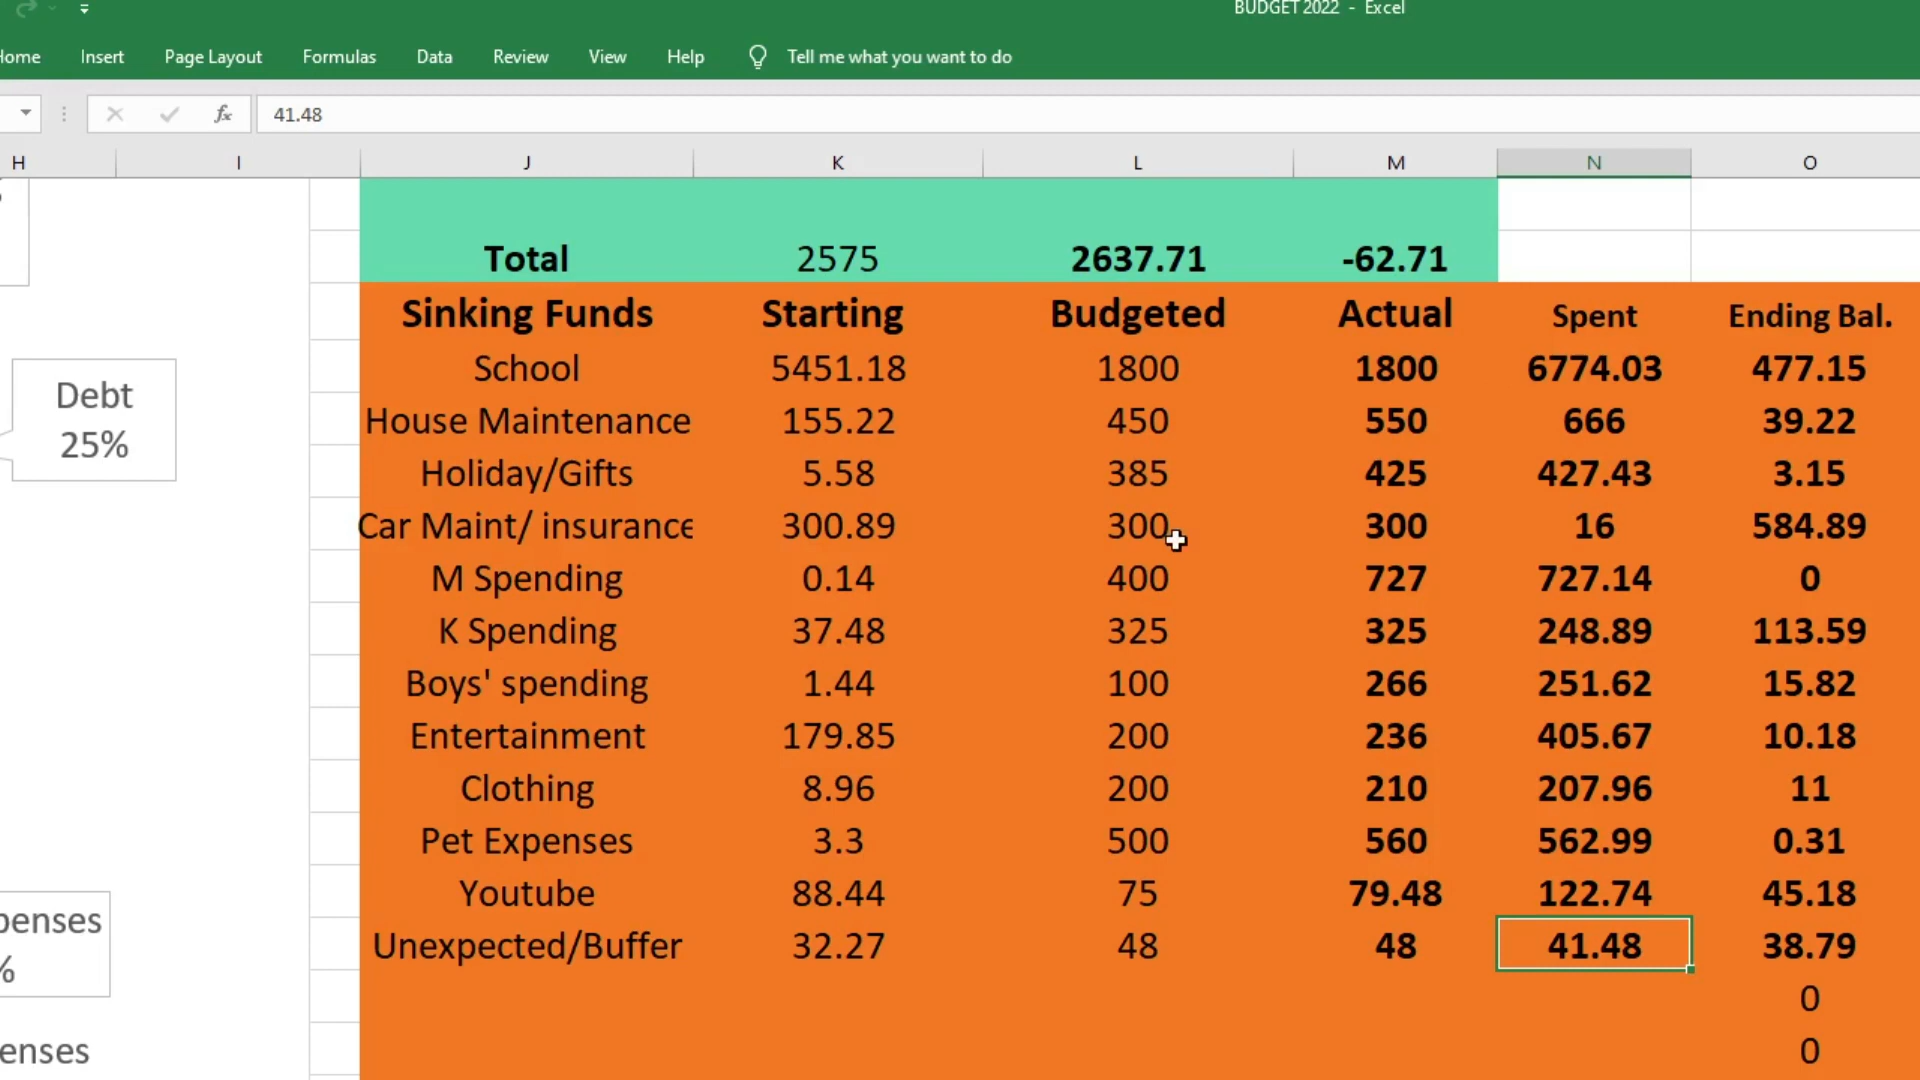 BUDGET 2022 - Excel
Home Insert Page Layout Formulas Data Review View Help Tell me what you want to do
fx 41.48
H I J K L M N O
Total 2575 2637.71 -62.71
Sinking Funds Starting Budgeted Actual Spent Ending Bal.
School 5451.18 1800 1800 6774.03 477.15
Debt
25%
House Maintenance 155.22 450 550 666 39.22
Holiday/Gifts 5.58 385 425 427.43 3.15
Car Maint/ insurance 300.89 300 300 16 584.89
M Spending 0.14 400 727 727.14 0
K Spending 37.48 325 325 248.89 113.59
Boys' spending 1.44 100 266 251.62 15.82
Entertainment 179.85 200 236 405.67 10.18
Clothing 8.96 200 210 207.96 11
Pet Expenses 3.3 500 560 562.99 0.31
Youtube 88.44 75 79.48 122.74 45.18
penses
%
Unexpected/Buffer 32.27 48 48 41.48 38.79
0
enses 0